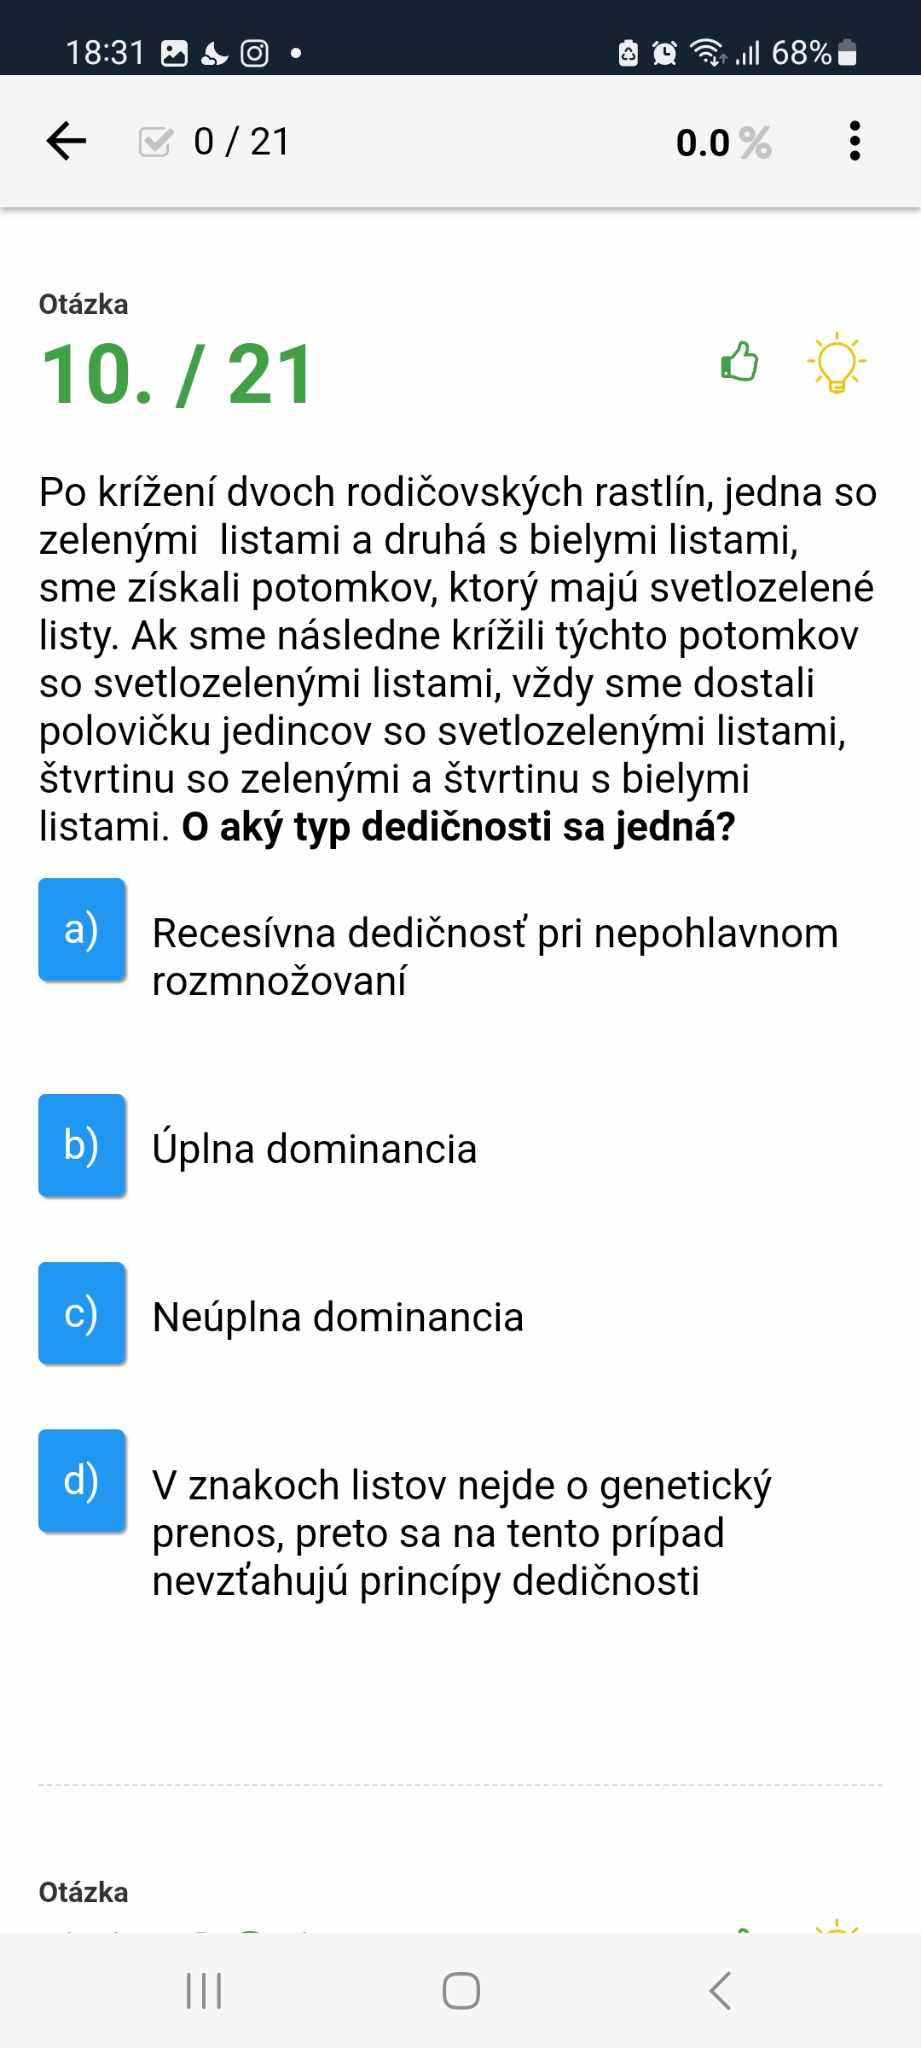 18:31
68%
0 / 21
0.0 %
Otázka
10. / 21
Po krížení dvoch rodičovských rastlín, jedna so
zelenými  listami a druhá s bielymi listami,
sme získali potomkov, ktorý majú svetlozelené
listy. Ak sme následne krížili týchto potomkov
so svetlozelenými listami, vždy sme dostali
polovičku jedincov so svetlozelenými listami,
štvrtinu so zelenými a štvrtinu s bielymi
listami. O aký typ dedičnosti sa jedná?
a) Recesívna dedičnosť pri nepohlavnom
rozmnožovaní
b) Úplna dominancia
c) Neúplna dominancia
d) V znakoch listov nejde o genetický
prenos, preto sa na tento prípad
nevzťahujú princípy dedičnosti
Otázka